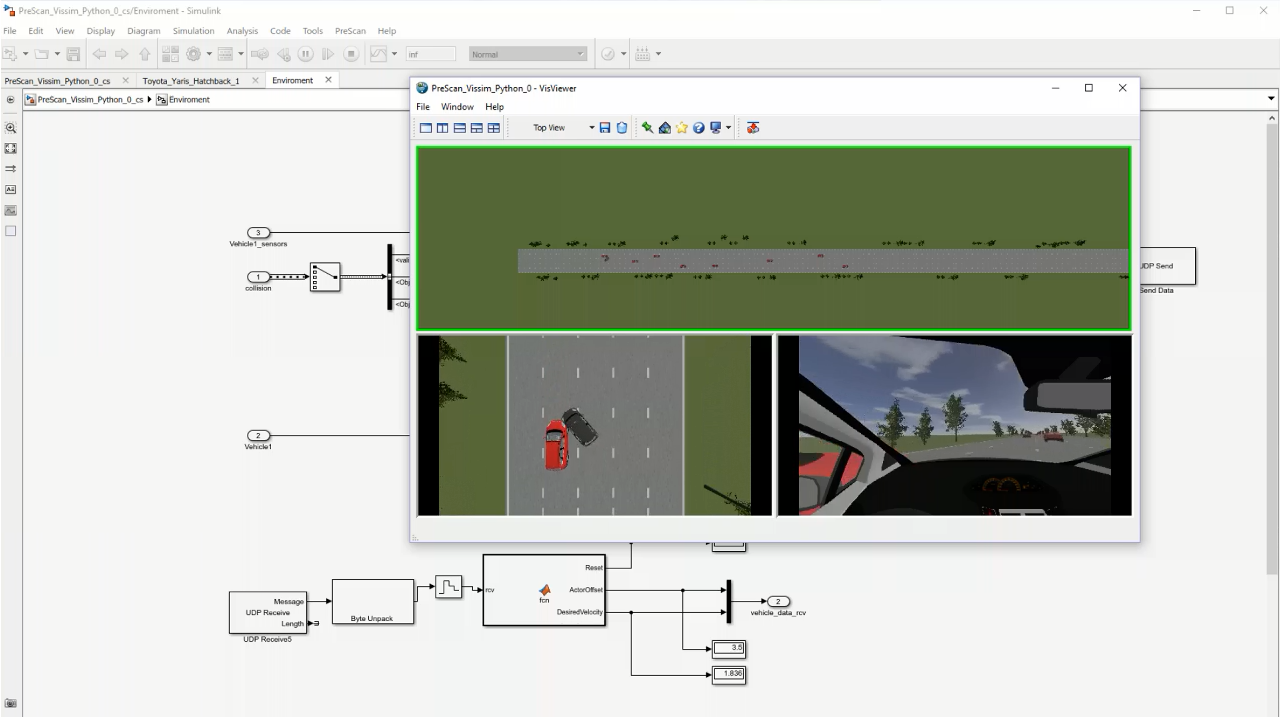 PreScan_Vissim_Python_0_cs/Enviroment - Simulink
File Edit View Display Diagram Simulation Analysis Code Tools PreScan Help
inf Normal
PreScan_Vissim_Python_0_cs Toyota_Yaris_Hatchback_1 Enviroment
PreScan_Vissim_Python_0_cs Enviroment
PreScan_Vissim_Python_0 - VisViewer
File Window Help
Top View
3
Vehicle1_sensors
<vali
1
collision
<Obj
<Obj
UDP Send
Send Data
2
Vehicle1
Message
UDP Receive
Length
UDP Receive5
Byte Unpack
rcv
fcn
Reset
ActorOffset
DesiredVelocity
2
vehicle_data_rcv
3.5
1.836